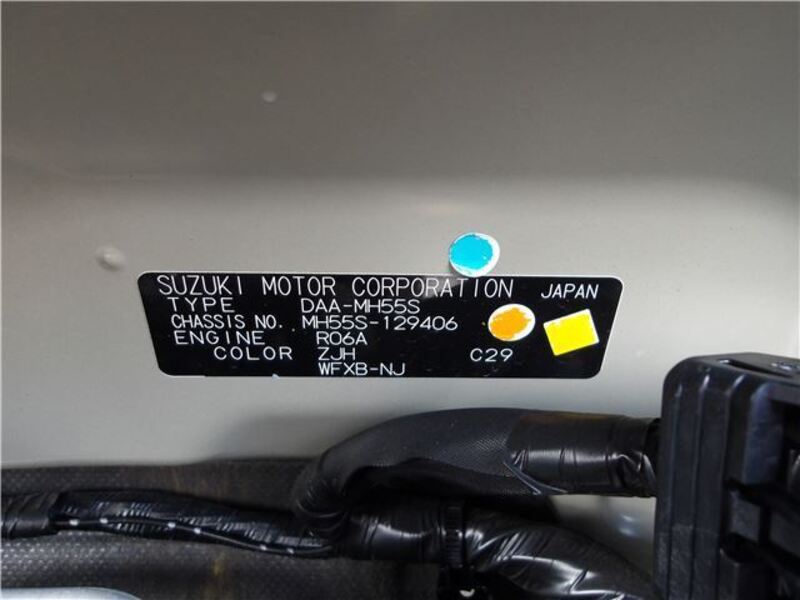 SUZUKI MOTOR CORPORATION JAPAN
TYPE DAA-MH55S
CHASSIS NO. MH55S-129406
ENGINE R06A
COLOR ZJH C29
WFXB-NJ